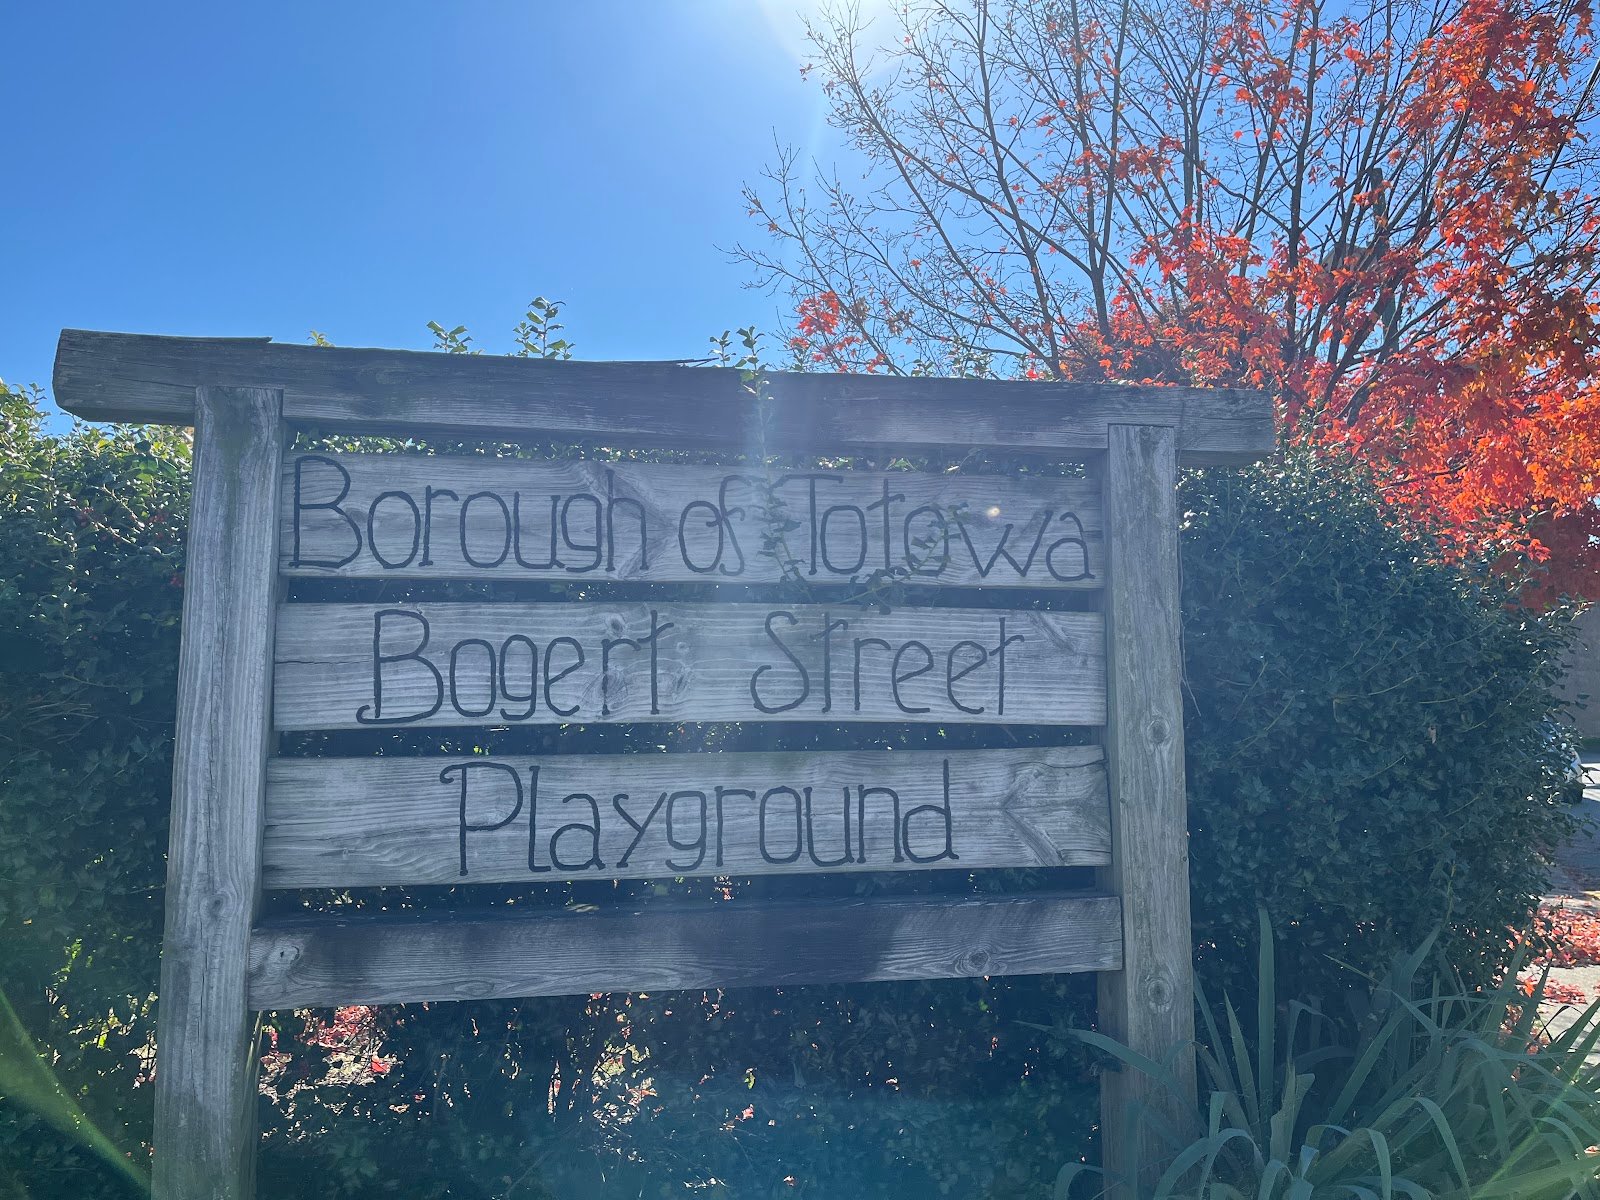 Borough of Totowa
Bogert Street
Playground